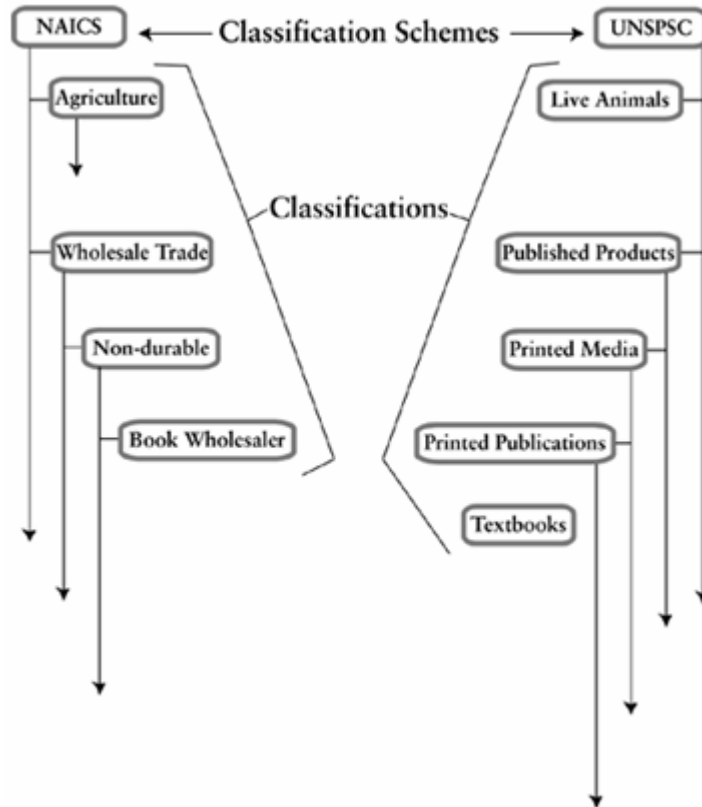 NAICS
Classification Schemes
UNSPSC
Agriculture
Live Animals
Classifications
Wholesale Trade
Published Products
Non-durable
Printed Media
Book Wholesaler
Printed Publications
Textbooks